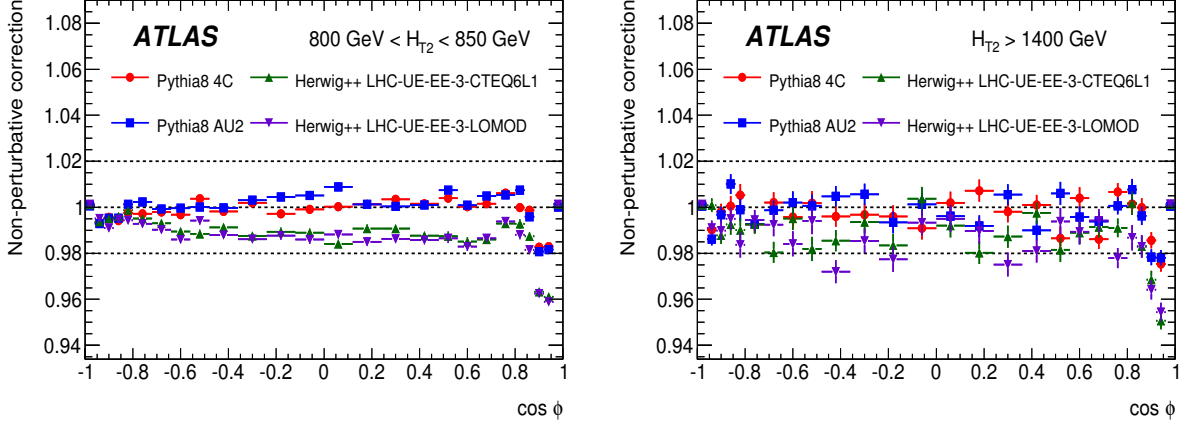 Non-perturbative correction
1.08
1.06
1.04
1.02
1
0.98
0.96
0.94
ATLAS
800 GeV < H_T2 < 850 GeV
Pythia8 4C
Herwig++ LHC-UE-EE-3-CTEQ6L1
Pythia8 AU2
Herwig++ LHC-UE-EE-3-LOMOD
-1 -0.8 -0.6 -0.4 -0.2 0 0.2 0.4 0.6 0.8 1
cos ϕ
Non-perturbative correction
1.08
1.06
1.04
1.02
1
0.98
0.96
0.94
ATLAS
H_T2 > 1400 GeV
Pythia8 4C
Herwig++ LHC-UE-EE-3-CTEQ6L1
Pythia8 AU2
Herwig++ LHC-UE-EE-3-LOMOD
-1 -0.8 -0.6 -0.4 -0.2 0 0.2 0.4 0.6 0.8 1
cos ϕ